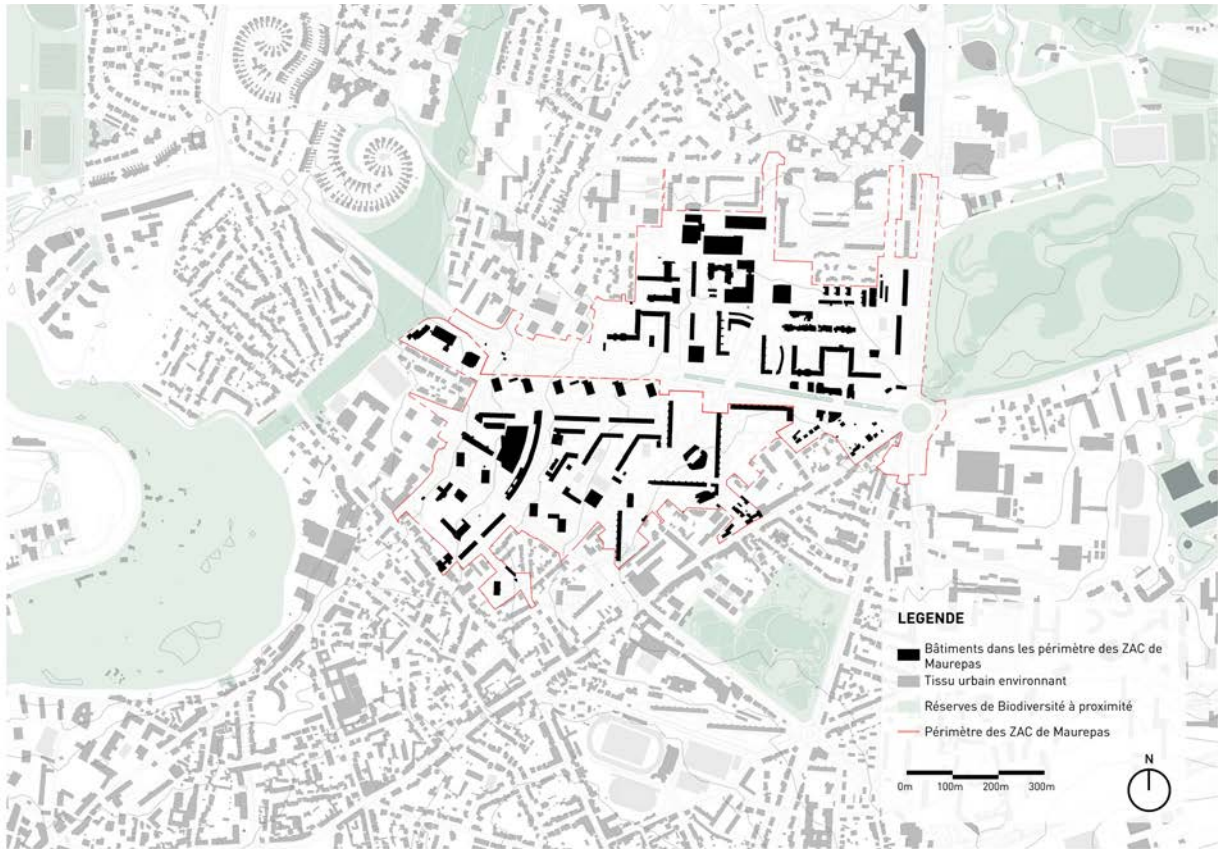 LEGENDE
Bâtiments dans les périmètre des ZAC de
Maurepas
Tissu urbain environnant
Réserves de Biodiversité à proximité
Périmètre des ZAC de Maurepas
0m 100m 200m 300m
N